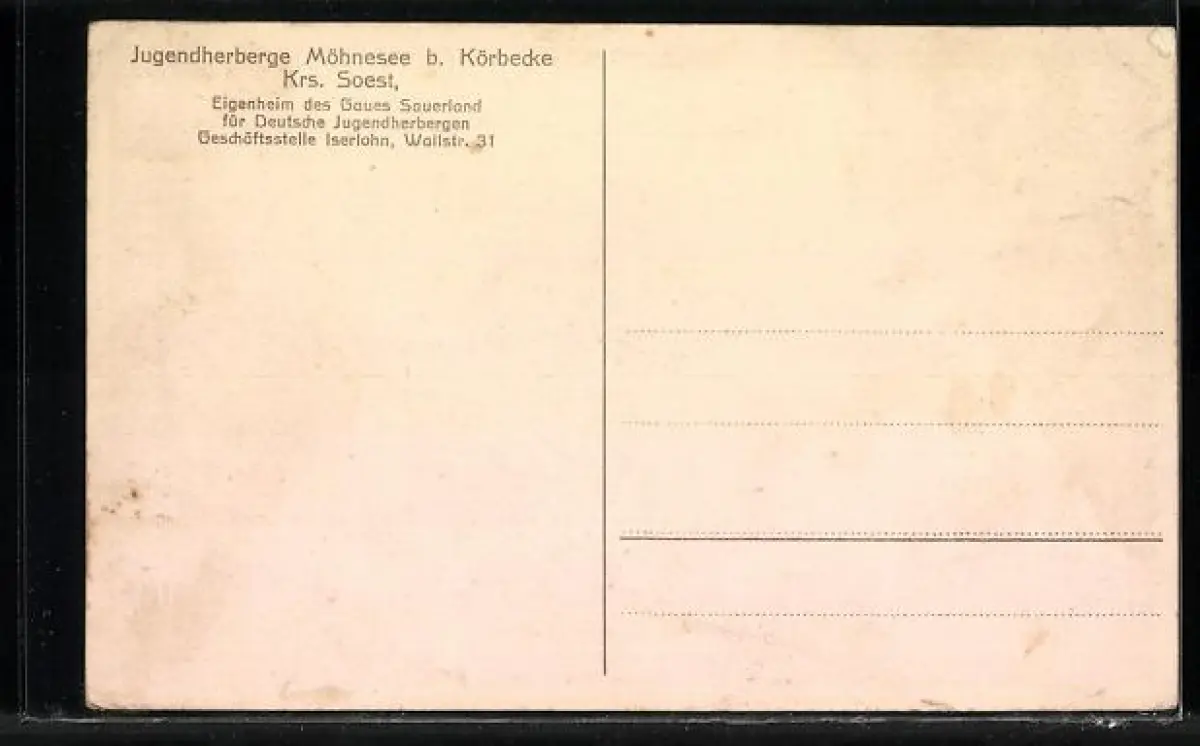 Jugendherberge Möhnesee b. Körbecke
Krs. Soest,
Eigenheim des Gaues Sauerland
für Deutsche Jugendherbergen
Geschäftsstelle Iserlohn, Wallstr. 31